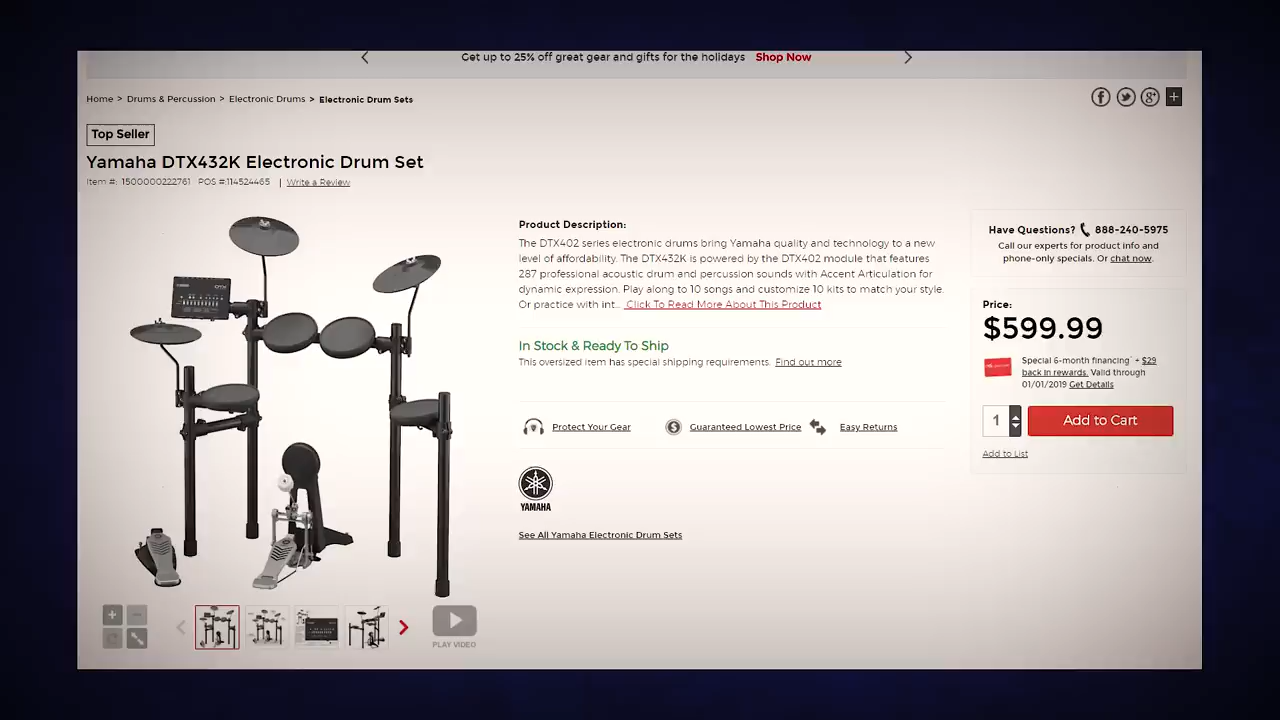 Get up to 25% off great gear and gifts for the holidays Shop Now
Home > Drums & Percussion > Electronic Drums > Electronic Drum Sets
Top Seller
Yamaha DTX432K Electronic Drum Set
Item #: 1500000222761 POS #:114524465 | Write a Review
Product Description:
The DTX402 series electronic drums bring Yamaha quality and technology to a new
level of affordability. The DTX432K is powered by the DTX402 module that features
287 professional acoustic drum and percussion sounds with Accent Articulation for
dynamic expression. Play along to 10 songs and customize 10 kits to match your style.
Or practice with int... Click To Read More About This Product
In Stock & Ready To Ship
This oversized item has special shipping requirements. Find out more
Protect Your Gear Guaranteed Lowest Price Easy Returns
YAMAHA
See All Yamaha Electronic Drum Sets
PLAY VIDEO
Have Questions? 888-240-5975
Call our experts for product info and
phone-only specials. Or chat now.
Price:
$599.99
Special 6-month financing* + $29
back in rewards. Valid through
01/01/2019 Get Details
1 Add to Cart
Add to List